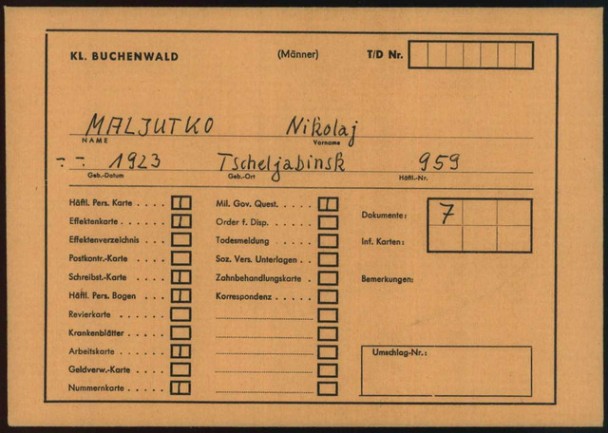 KL. BUCHENWALD (Männer) T/D Nr.
MALJUTKO Nikolaj
NAME Vorname
-.-. 1923 Tscheljabinsk 959
Geb.-Datum Geb.-Ort Häftl.-Nr.
Häftl. Pers. Karte . . . . Mil. Gov. Quest. . . . .
Effektenkarte . . . . . Order f. Disp. . . . . .
Effektenverzeichnis . . Todesmeldung . . . . .
Postkontr.-Karte . . . . Soz. Vers. Unterlagen . .
Schreibst.-Karte . . . . Zahnbehandlungskarte .
Häftl. Pers. Bogen . . . Korrespondenz . . . . .
Revierkarte . . . . . .
Krankenblätter . . . .
Arbeitskarte . . . . . .
Geldverw.-Karte . . . .
Nummernkarte . . . . .
Dokumente: 7
Inf. Karten:
Bemerkungen:
Umschlag-Nr.: